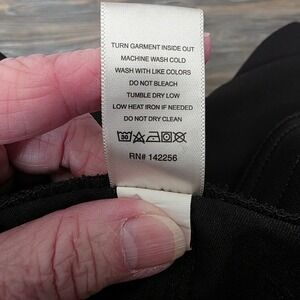 TURN GARMENT INSIDE OUT
MACHINE WASH COLD
WASH WITH LIKE COLORS
DO NOT BLEACH
TUMBLE DRY LOW
LOW HEAT IRON IF NEEDED
DO NOT DRY CLEAN
30
RN# 142256